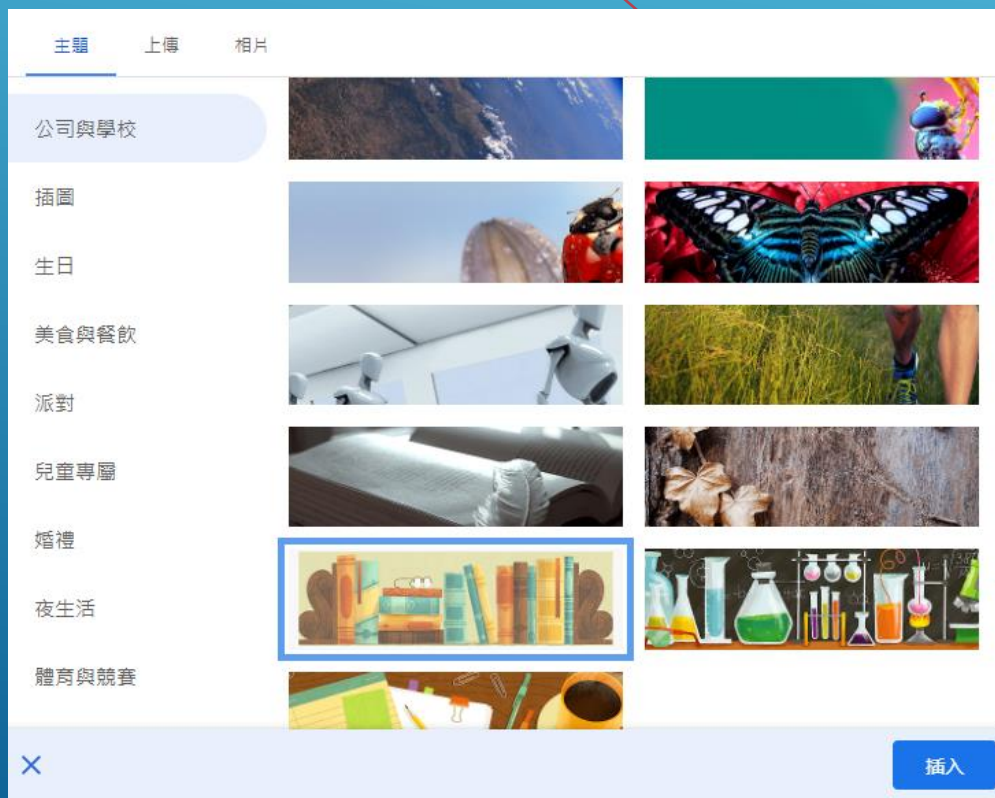 主題 上傳 相片
公司與學校
插圖
生日
美食與餐飲
派對
兒童專屬
婚禮
夜生活
體育與競賽
插入